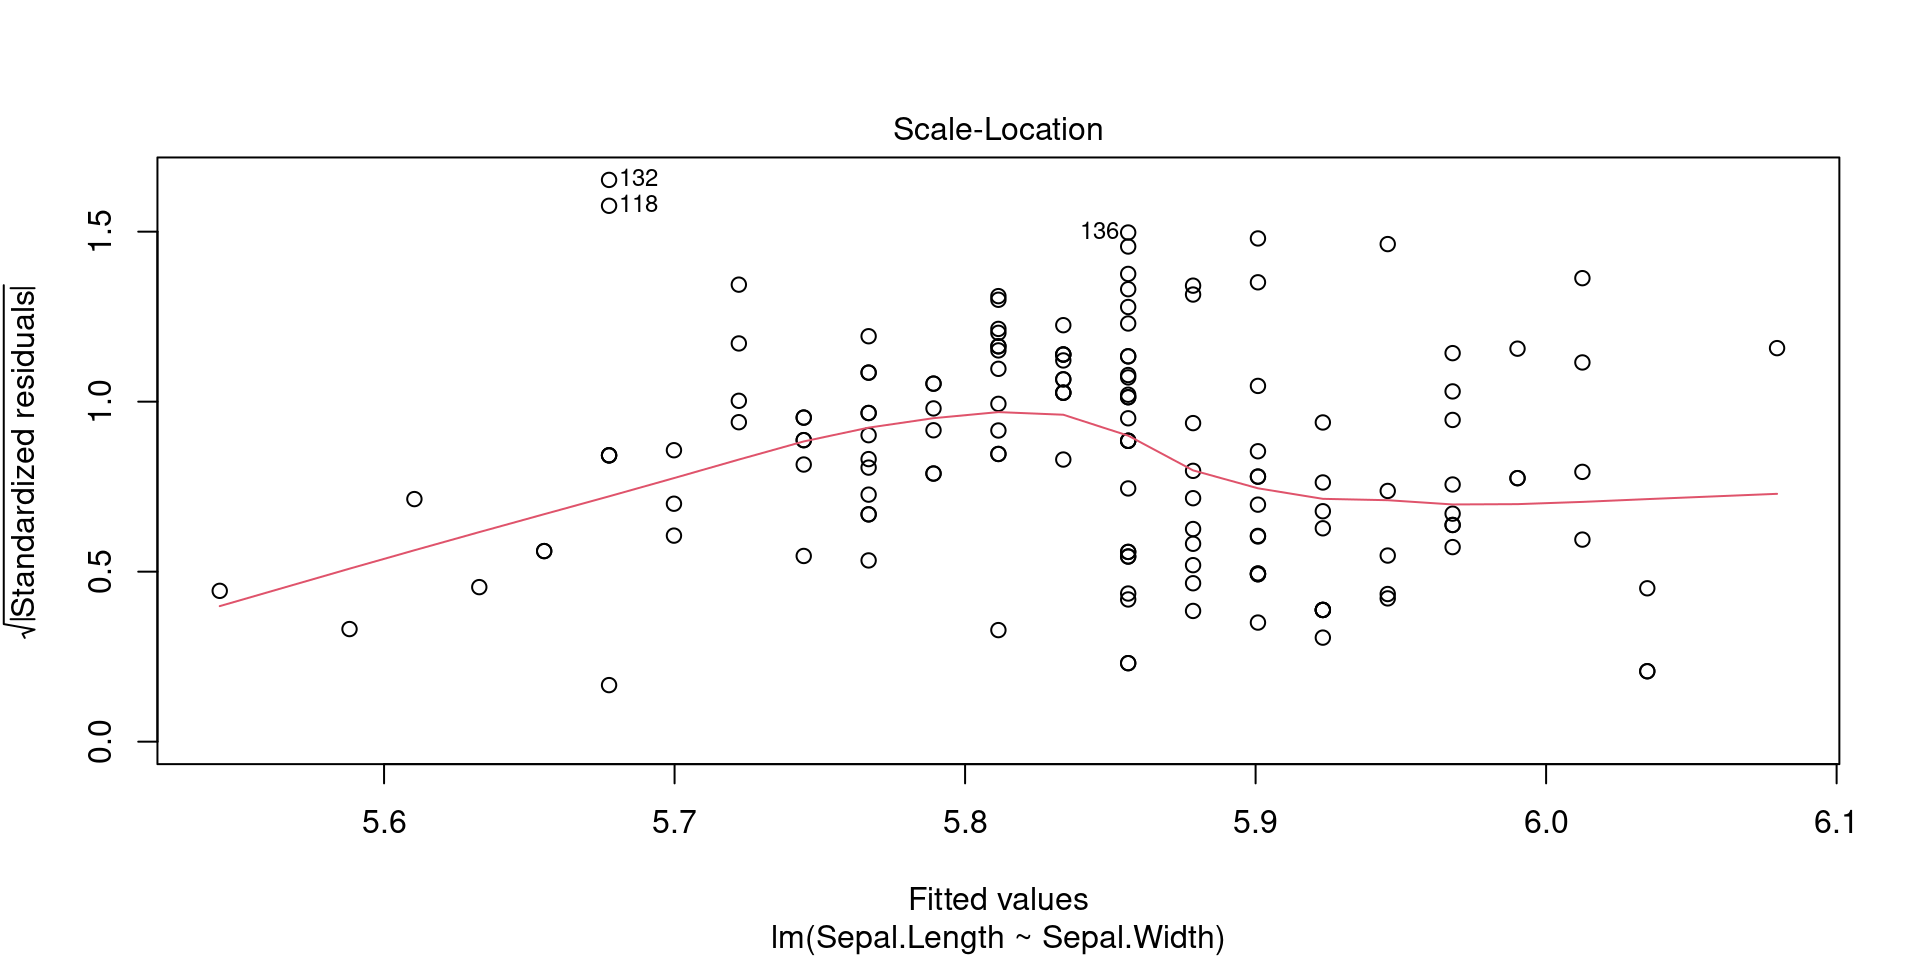 Scale-Location
132
118
136
√|Standardized residuals|
1.5
1.0
0.5
0.0
5.6 5.7 5.8 5.9 6.0 6.1
Fitted values
lm(Sepal.Length ~ Sepal.Width)